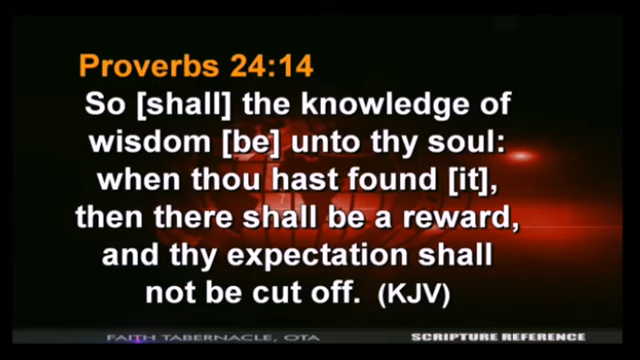 Proverbs 24:14
So [shall] the knowledge of
wisdom [be] unto thy soul:
when thou hast found [it],
then there shall be a reward,
and thy expectation shall
not be cut off. (KJV)
FAITH TABERNACLE, OTA SCRIPTURE REFERENCE